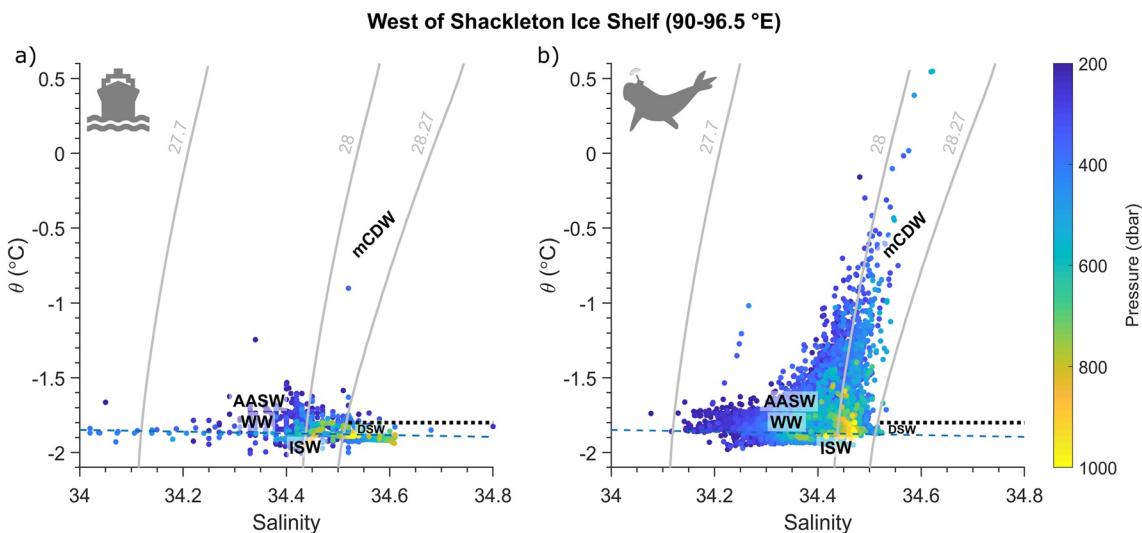 West of Shackleton Ice Shelf (90-96.5 °E)
a)
b)
0.5
0
-0.5
-1
-1.5
-2
θ (°C)
27.7
28
28.27
mCDW
AASW
WW
ISW
DSW
34
34.2
34.4
34.6
34.8
Salinity
0.5
0
-0.5
-1
-1.5
-2
θ (°C)
27.7
28
28.27
mCDW
AASW
WW
ISW
DSW
34
34.2
34.4
34.6
34.8
Salinity
200
400
600
800
1000
Pressure (dbar)